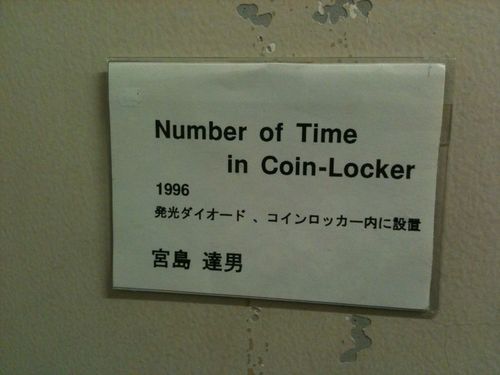 Number of Time
in Coin-Locker
1996
発光ダイオード 、コインロッカー内に設置
宮島 達男